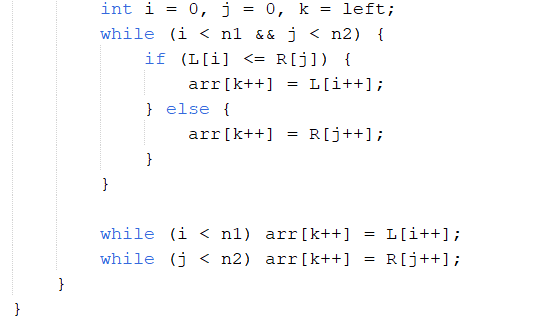 int i = 0, j = 0, k = left;
while (i < n1 && j < n2) {
if (L[i] <= R[j]) {
arr[k++] = L[i++];
} else {
arr[k++] = R[j++];
}
}
while (i < n1) arr[k++] = L[i++];
while (j < n2) arr[k++] = R[j++];
}
}